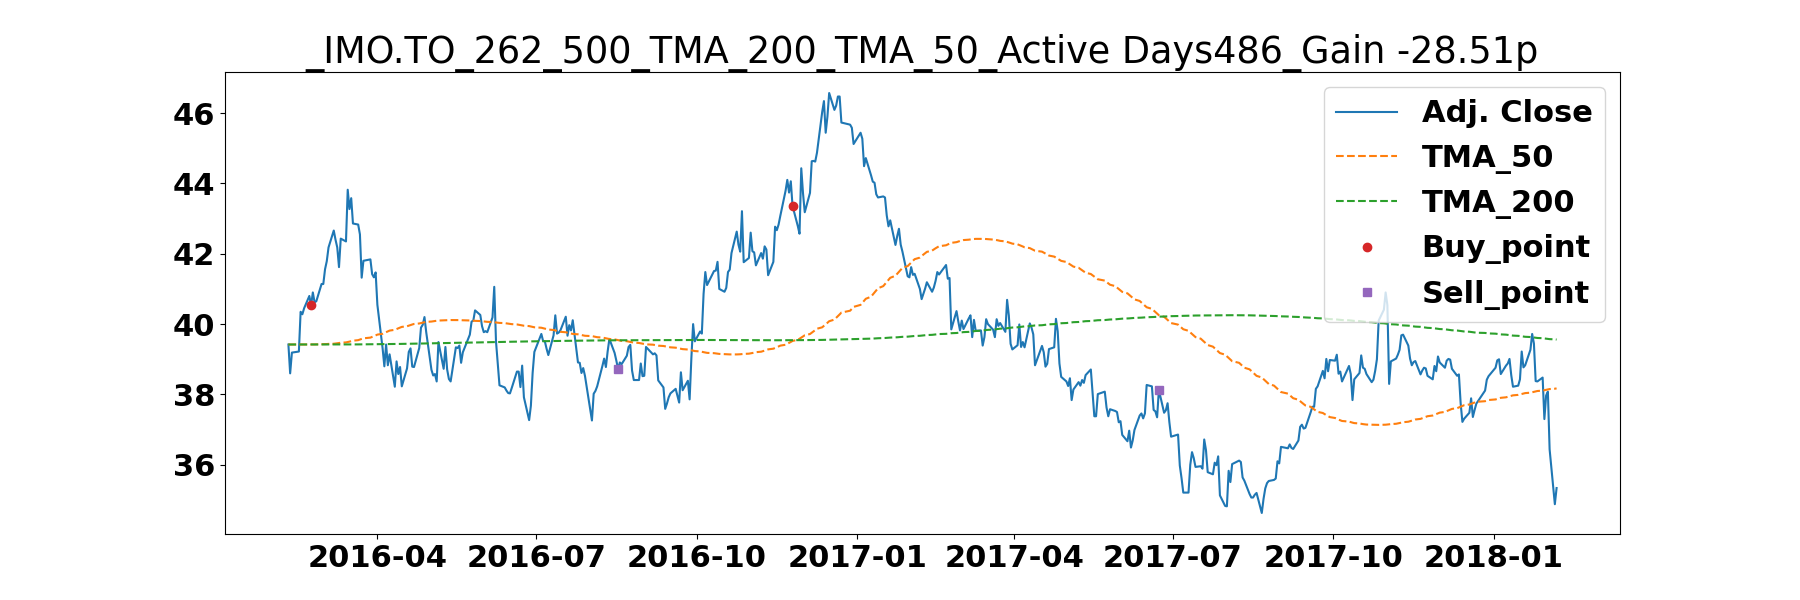 _IMO.TO_262_500_TMA_200_TMA_50_Active Days486_Gain -28.51p
46
44
42
40
38
36
Adj. Close
TMA_50
TMA_200
Buy_point
Sell_point
2016-04 2016-07 2016-10 2017-01 2017-04 2017-07 2017-10 2018-01